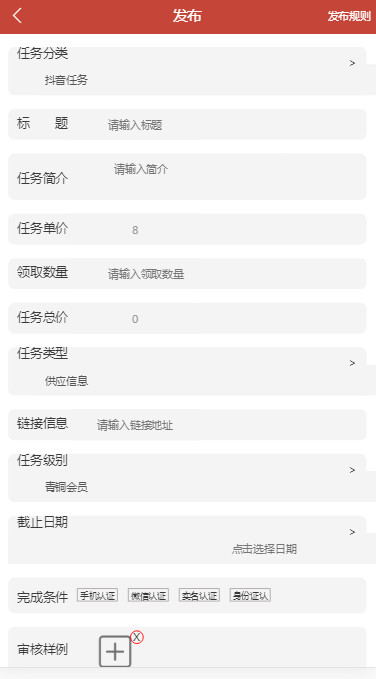 发布 发布规则
任务分类
>
抖音任务
标 题 请输入标题
请输入简介
任务简介
任务单价 8
领取数量 请输入领取数量
任务总价 0
任务类型
>
供应信息
链接信息 请输入链接地址
任务级别
>
青铜会员
截止日期
>
点击选择日期
完成条件 手机认证 微信认证 实名认证 身份证认
审核样例 X